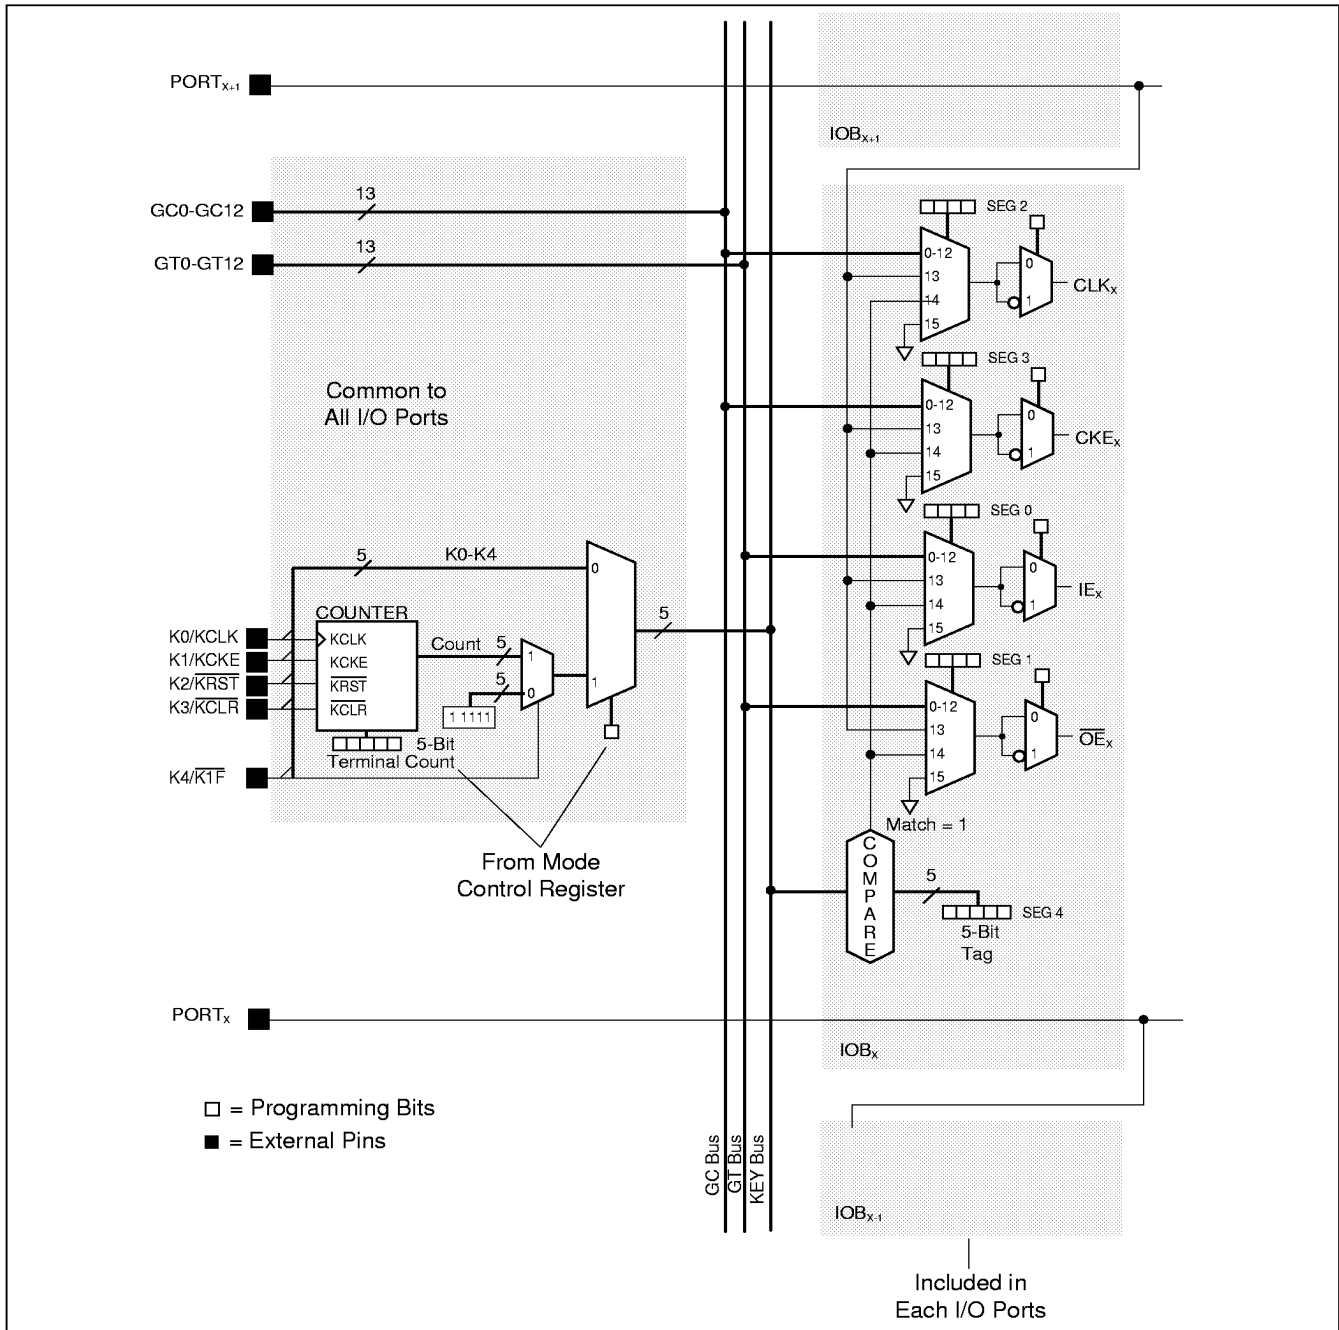 PORTX+1
IOBX+1
GC0-GC12
13
GT0-GT12
13
Common to
All I/O Ports
SEG 2
0-12
13
14
15
0
1
CLKX
SEG 3
0-12
13
14
15
0
1
CKEX
SEG 0
0-12
13
14
15
0
1
IEX
SEG 1
0-12
13
14
15
0
1
OEX
5
K0-K4
0
1
5
COUNTER
K0/KCLK
K1/KCKE
K2/KRST
K3/KCLR
K4/K1F
KCLK
KCKE
KRST
KCLR
Count
5
1
5
0
1 1111
5-Bit
Terminal Count
From Mode
Control Register
Match = 1
COMPARE
5
SEG 4
5-Bit
Tag
PORTX
IOBX
= Programming Bits
= External Pins
GC Bus
GT Bus
KEY Bus
IOBX-1
Included in
Each I/O Ports